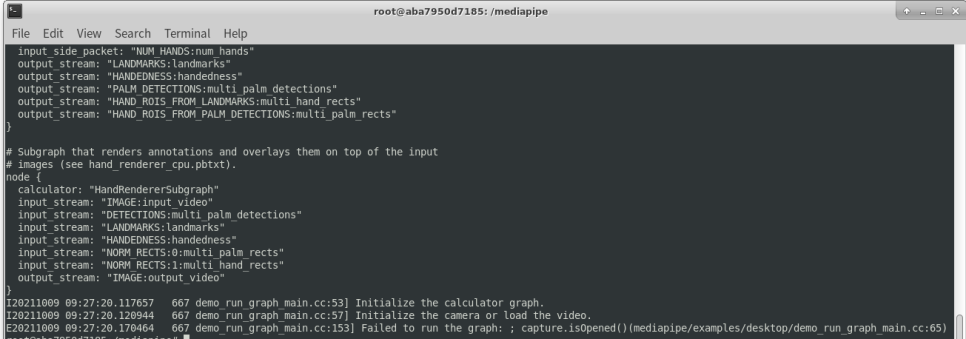 root@aba7950d7185: /mediapipe
File Edit View Search Terminal Help
input_side_packet: "NUM_HANDS:num_hands"
output_stream: "LANDMARKS:landmarks"
output_stream: "HANDEDNESS:handedness"
output_stream: "PALM_DETECTIONS:multi_palm_detections"
output_stream: "HAND_ROIS_FROM_LANDMARKS:multi_hand_rects"
output_stream: "HAND_ROIS_FROM_PALM_DETECTIONS:multi_palm_rects"
}
# Subgraph that renders annotations and overlays them on top of the input
# images (see hand_renderer_cpu.pbtxt).
node {
calculator: "HandRendererSubgraph"
input_stream: "IMAGE:input_video"
input_stream: "DETECTIONS:multi_palm_detections"
input_stream: "LANDMARKS:landmarks"
input_stream: "HANDEDNESS:handedness"
input_stream: "NORM_RECTS:0:multi_palm_rects"
input_stream: "NORM_RECTS:1:multi_hand_rects"
output_stream: "IMAGE:output_video"
}
I20211009 09:27:20.117657   667 demo_run_graph_main.cc:53] Initialize the calculator graph.
I20211009 09:27:20.120944   667 demo_run_graph_main.cc:57] Initialize the camera or load the video.
E20211009 09:27:20.170464   667 demo_run_graph_main.cc:153] Failed to run the graph: ; capture.isOpened()(mediapipe/examples/desktop/demo_run_graph_main.cc:65)
root@aba7950d7185:/mediapipe#